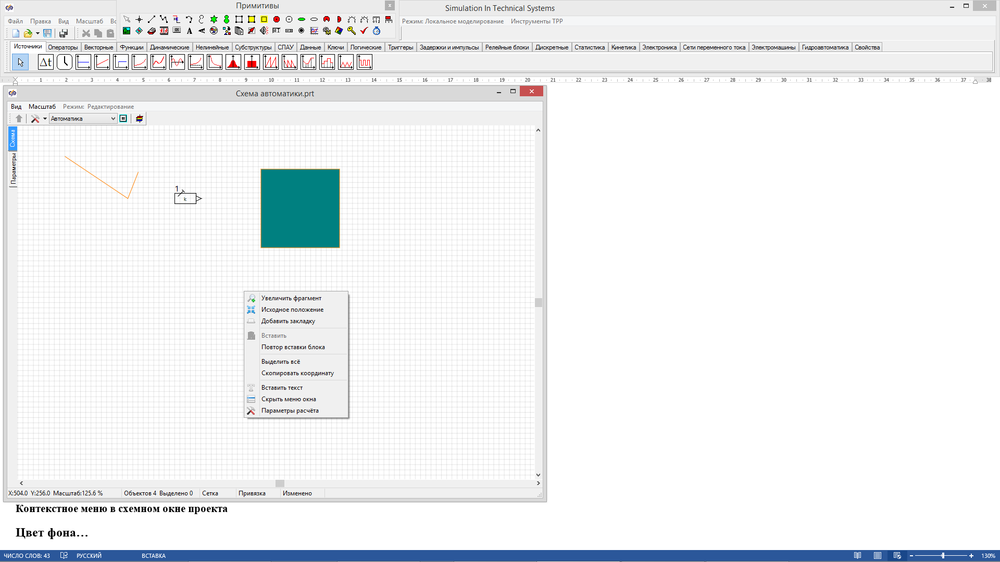 Примитивы
Simulation In Technical Systems
Файл Правка Вид Масштаб Вс
Режим: Локальное моделирование Инструменты TPP
Источники Операторы Векторные Функции Динамические Нелинейные Субструктуры СПАУ Данные Ключи Логические Триггеры Задержки и импульсы Релейные блоки Дискретные Статистика Кинетика Электроника Сети переменного тока Электромашины Гидроавтоматика Свойства
Δt
1 2 3 4 5 6 7 8 9 10 11 12 13 14 15 16 17 18 19 20 21 22 23 24 25 26 27 28 29 30 31 32 33 34 35 36 37 38
Схема автоматики.prt
Вид Масштаб Режим: Редактирование
Автоматика
Схема
Параметры
1
k
Увеличить фрагмент
Исходное положение
Добавить закладку
Вставить
Повтор вставки блока
Выделить всё
Скопировать координату
Вставить текст
Скрыть меню окна
Параметры расчёта
X:504.0 Y:256.0 Масштаб:125.6 % Объектов 4 Выделено 0 Сетка Привязка Изменено
Контекстное меню в схемном окне проекта
Цвет фона…
ЧИСЛО СЛОВ: 43 РУССКИЙ ВСТАВКА 130%